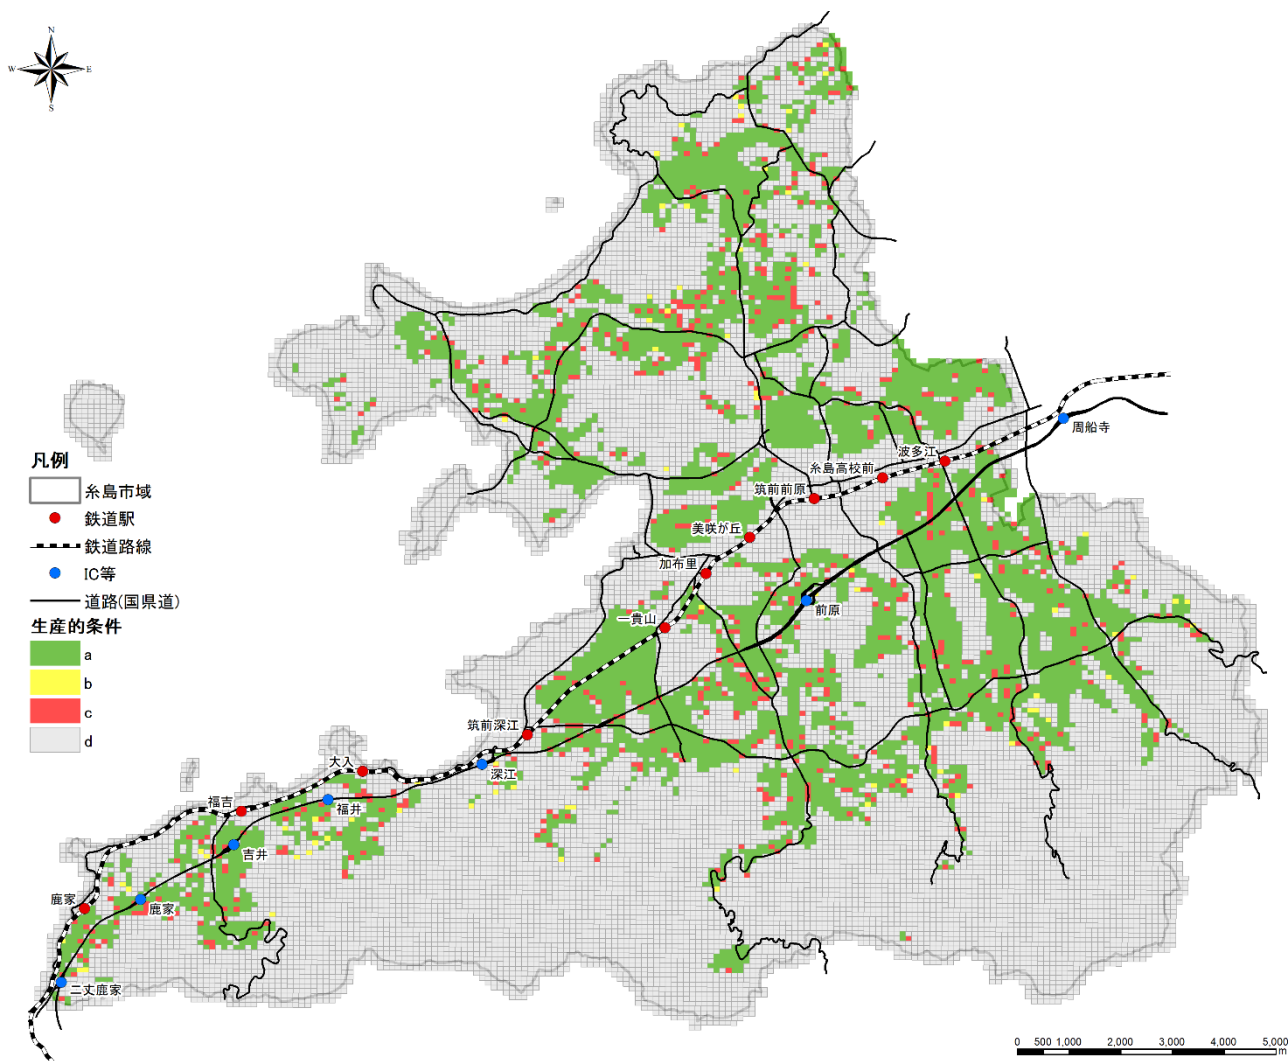 N
W
E
S
周船寺
波多江
糸島高校前
筑前前原
美咲が丘
加布里
前原
一貴山
筑前深江
深江
大入
福井
福吉
吉井
鹿家
鹿家
二丈鹿家
凡例
糸島市域
鉄道駅
鉄道路線
IC等
道路(国県道)
生産的条件
a
b
c
d
0 500 1,000 2,000 3,000 4,000 5,000
m